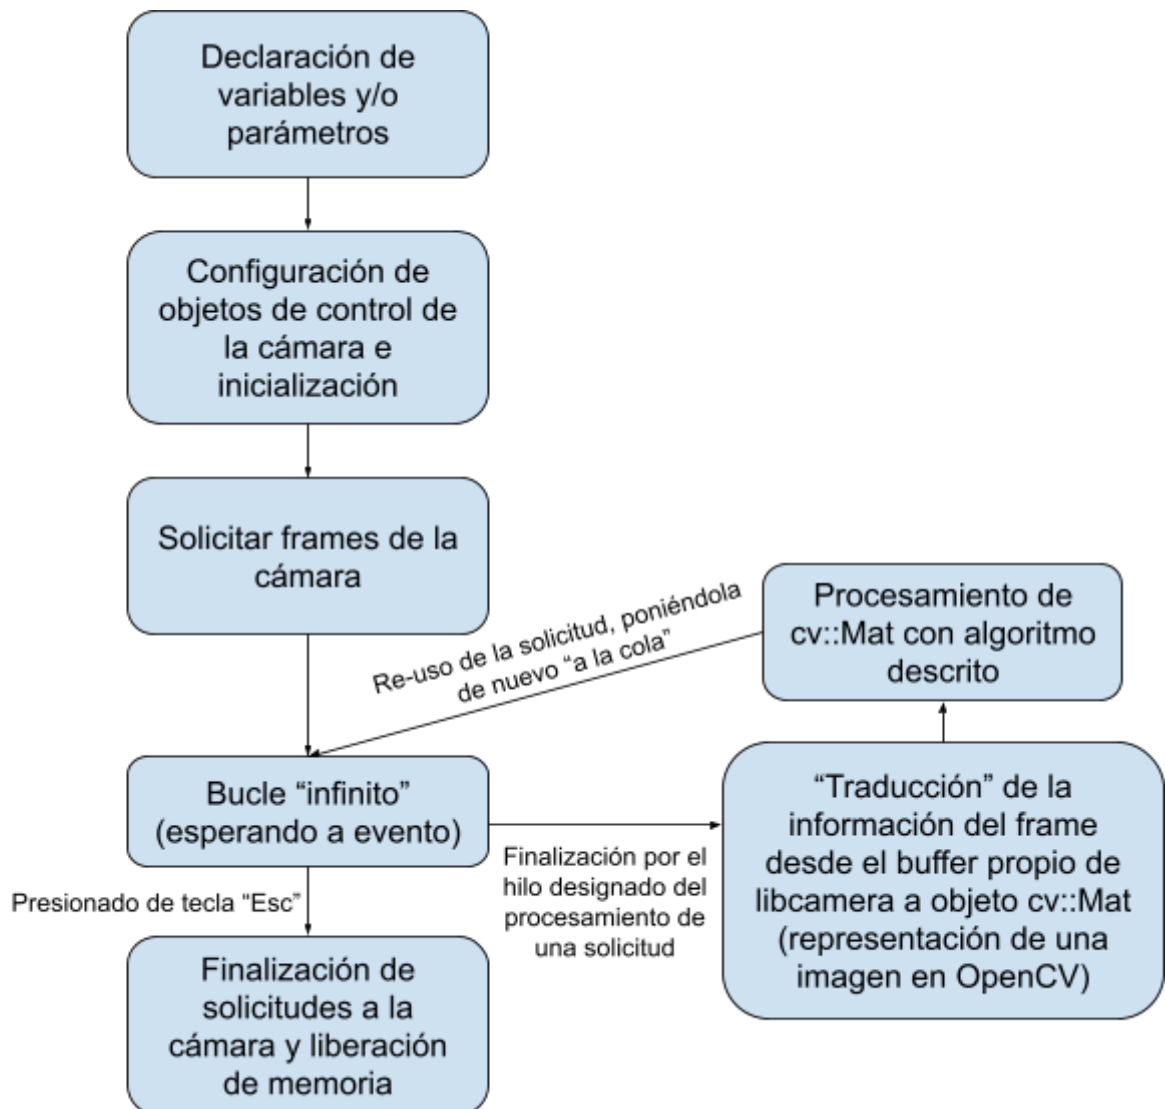 Declaración de
variables y/o
parámetros
Configuración de
objetos de control de
la cámara e
inicialización
Solicitar frames de la
cámara
Re-uso de la solicitud, poniéndola
de nuevo “a la cola”
Procesamiento de
cv::Mat con algoritmo
descrito
Bucle “infinito”
(esperando a evento)
Finalización por el
hilo designado del
procesamiento de
una solicitud
“Traducción” de la
información del frame
desde el buffer propio de
libcamera a objeto cv::Mat
(representación de una
imagen en OpenCV)
Presionado de tecla “Esc”
Finalización de
solicitudes a la
cámara y liberación
de memoria